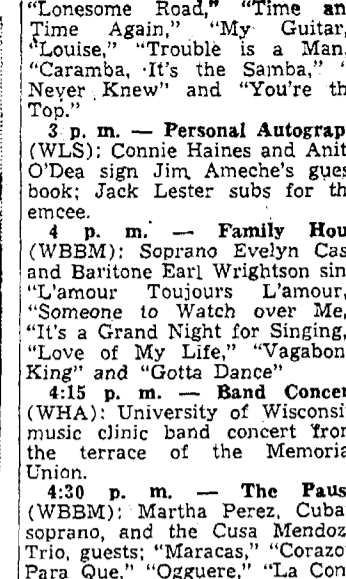 "Lonesome Road," "Time an
Time Again," "My Guitar,
"Louise," "Trouble is a Man,
"Caramba, It's the Samba," "
Never Knew" and "You're th
Top."
3 p. m. — Personal Autograp
(WLS): Connie Haines and Anit
O'Dea sign Jim Ameche's gues
book; Jack Lester subs for th
emcee.
4 p. m. — Family Hou
(WBBM): Soprano Evelyn Cas
and Baritone Earl Wrightson sin
"L'amour Toujours L'amour,
"Someone to Watch over Me,
"It's a Grand Night for Singing,
"Love of My Life," "Vagabon
King" and "Gotta Dance"
4:15 p. m. — Band Concer
(WHA): University of Wisconsi
music clinic band concert from
the terrace of the Memoria
Union.
4:30 p. m. — The Paus
(WBBM): Martha Perez, Cuba
soprano, and the Cusa Mendoz
Trio, guests; "Maracas," "Corazo
Para Que," "Ogguere," "La Com